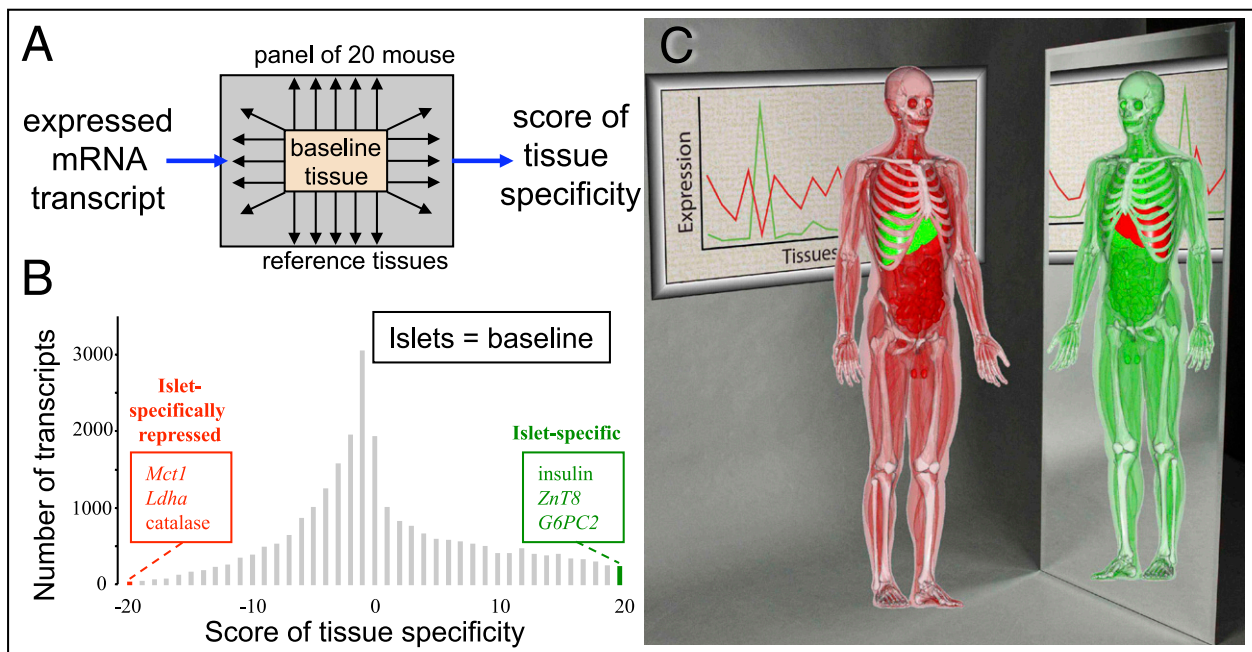 A
panel of 20 mouse
expressed
mRNA
transcript
baseline
tissue
score of
tissue
specificity
reference tissues
B
Number of transcripts
3000
2000
1000
0
Islets = baseline
Islet-
specifically
repressed
Mct1
Ldha
catalase
Islet-specific
insulin
ZnT8
G6PC2
-20
-10
0
20
Score of tissue specificity
C
Expression
Tissues